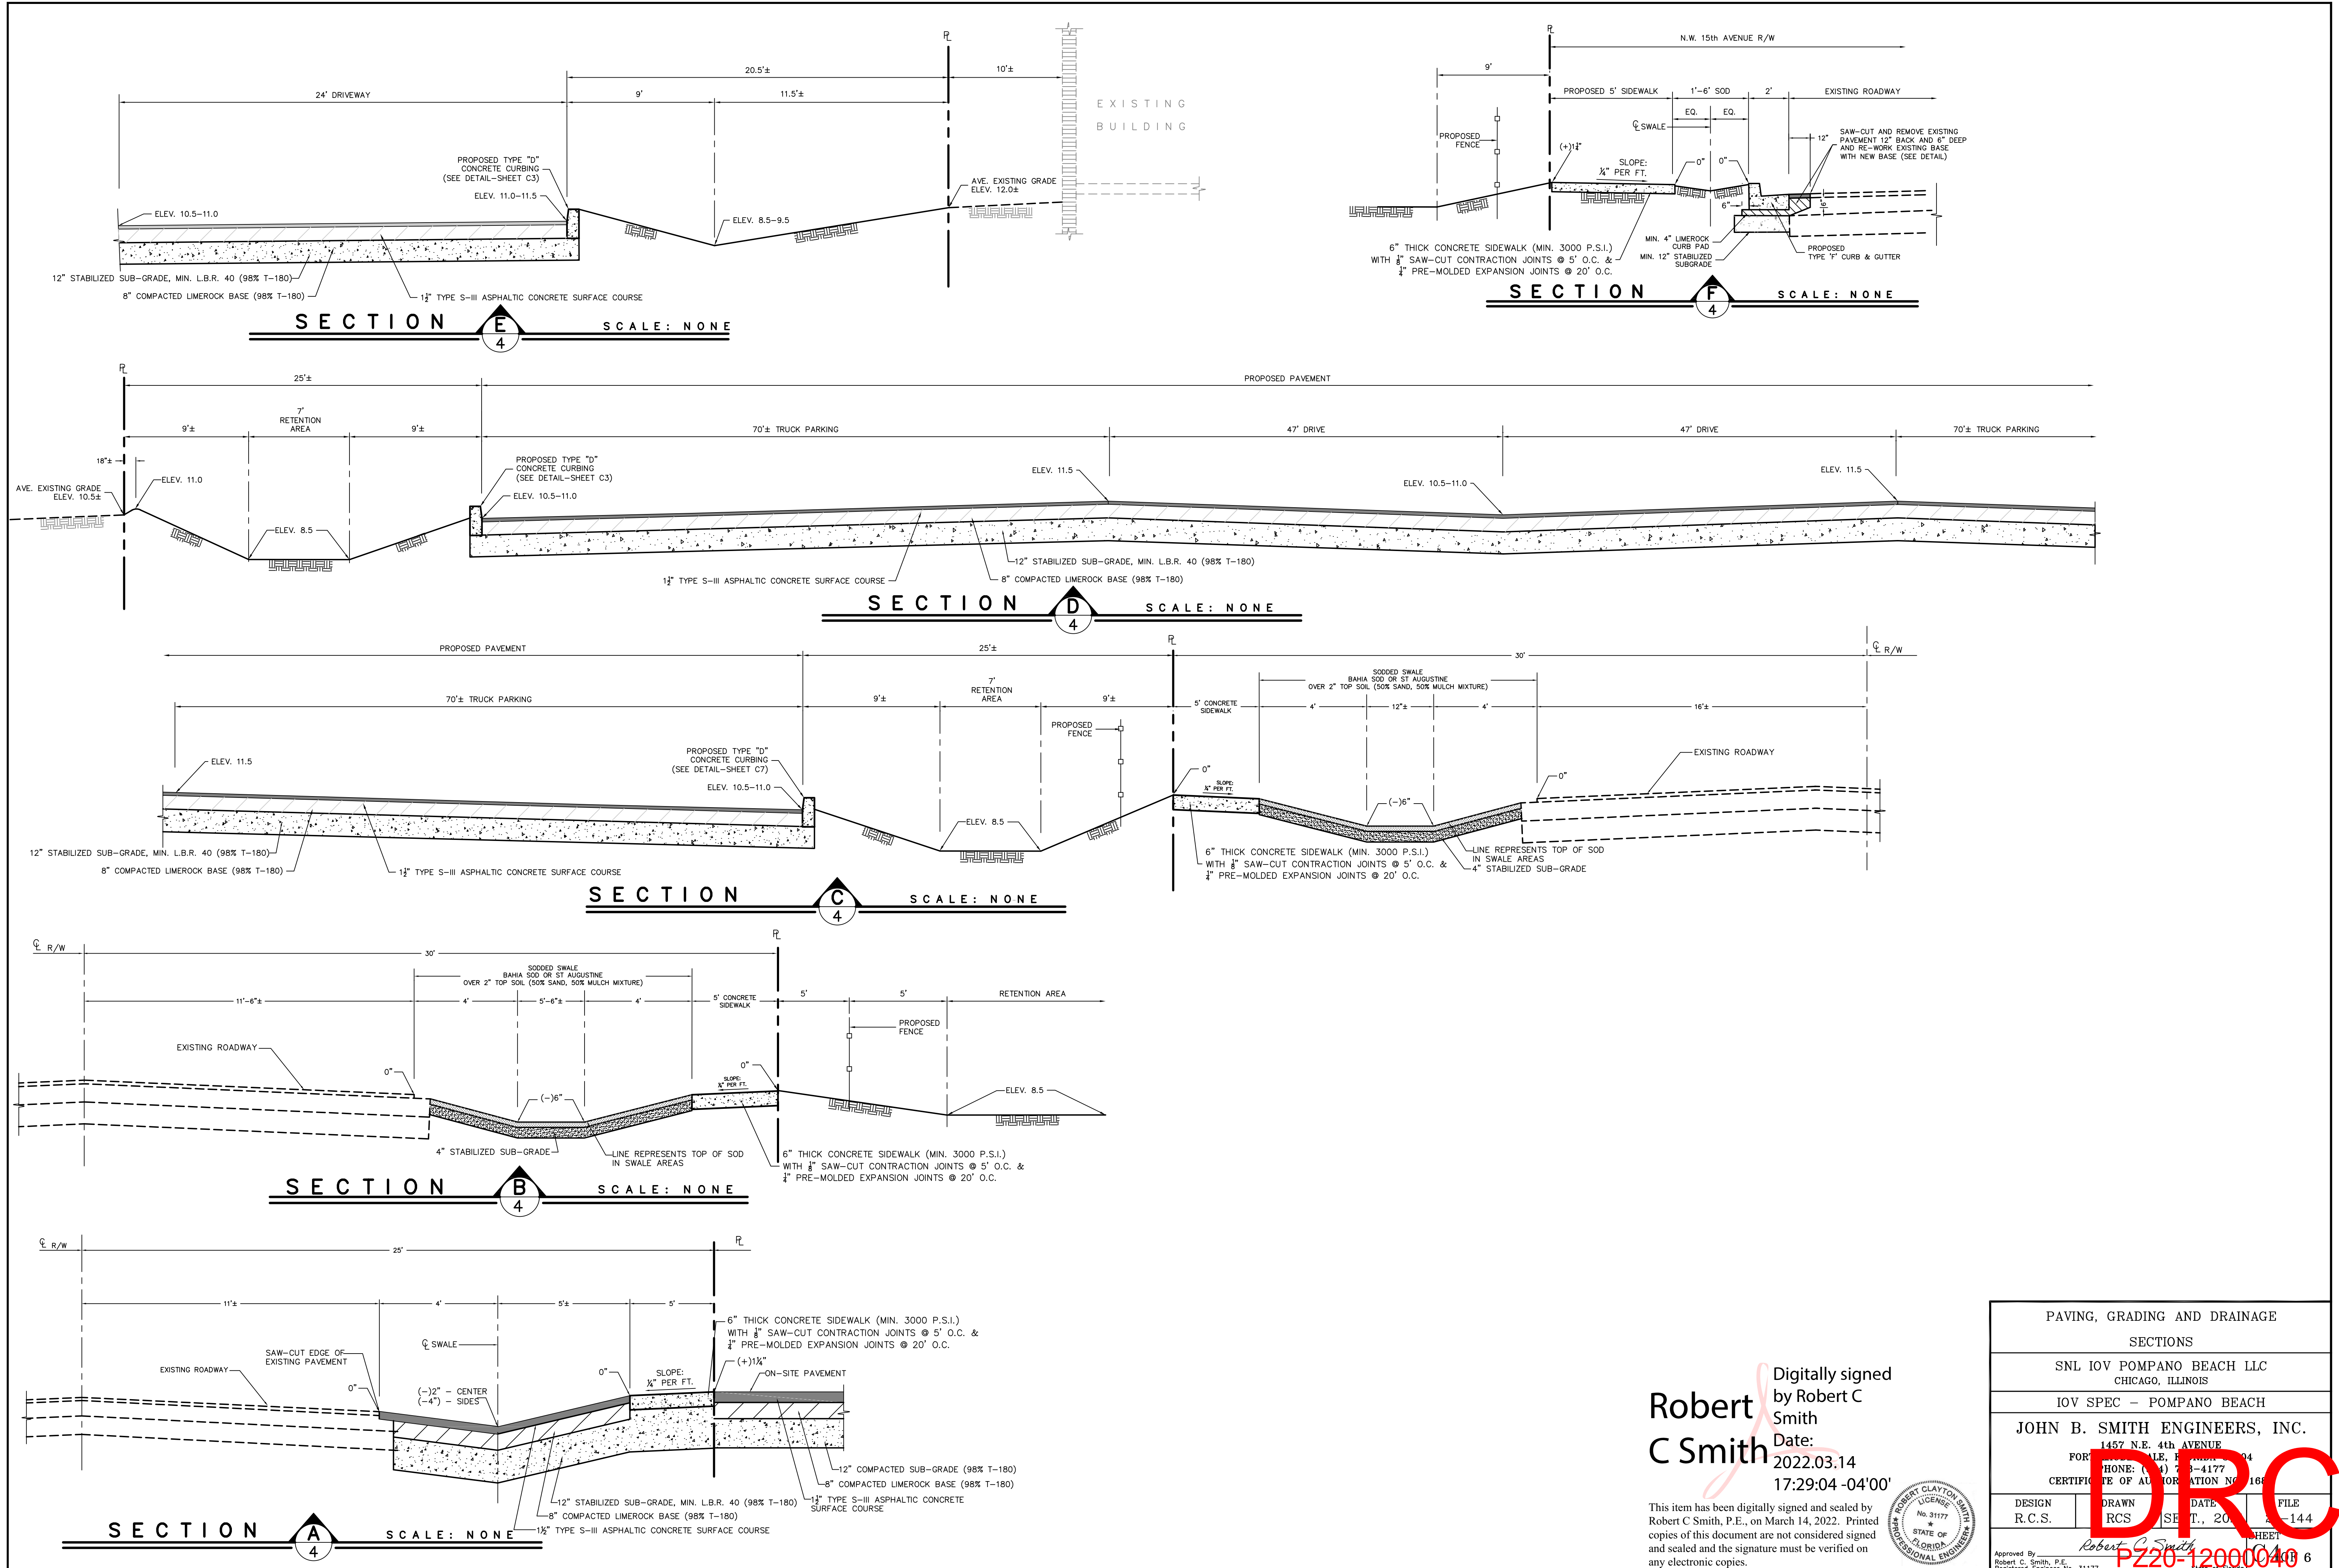 PL
20.5'±
10'±
24' DRIVEWAY
9'
11.5'±
EXISTING
BUILDING
PROPOSED TYPE "D"
CONCRETE CURBING
(SEE DETAIL-SHEET C3)
ELEV. 11.0-11.5
AVE. EXISTING GRADE
ELEV. 12.0±
ELEV. 10.5-11.0
ELEV. 8.5-9.5
12" STABILIZED SUB-GRADE, MIN. L.B.R. 40 (98% T-180)
8" COMPACTED LIMEROCK BASE (98% T-180)
1½" TYPE S-III ASPHALTIC CONCRETE SURFACE COURSE
SECTION E 4 SCALE: NONE
PL
N.W. 15th AVENUE R/W
9'
PROPOSED 5' SIDEWALK
1'-6" SOD
2'
EXISTING ROADWAY
EQ.
EQ.
CL SWALE
PROPOSED
FENCE
(+)1¼"
12"
SAW-CUT AND REMOVE EXISTING
PAVEMENT 12" BACK AND 6" DEEP
AND RE-WORK EXISTING BASE
WITH NEW BASE (SEE DETAIL)
SLOPE:
¼" PER FT.
0"
0"
6"
6"
MIN. 4" LIMEROCK
CURB PAD
MIN. 12" STABILIZED
SUBGRADE
PROPOSED
TYPE 'F' CURB & GUTTER
6" THICK CONCRETE SIDEWALK (MIN. 3000 P.S.I.)
WITH ⅛" SAW-CUT CONTRACTION JOINTS @ 5' O.C. &
¼" PRE-MOLDED EXPANSION JOINTS @ 20' O.C.
SECTION F 4 SCALE: NONE
PL
25'±
PROPOSED PAVEMENT
9'±
7'
RETENTION
AREA
9'±
70'± TRUCK PARKING
47' DRIVE
47' DRIVE
70'± TRUCK PARKING
18"±
AVE. EXISTING GRADE
ELEV. 10.5±
ELEV. 11.0
ELEV. 8.5
PROPOSED TYPE "D"
CONCRETE CURBING
(SEE DETAIL-SHEET C3)
ELEV. 10.5-11.0
ELEV. 11.5
ELEV. 10.5-11.0
ELEV. 11.5
12" STABILIZED SUB-GRADE, MIN. L.B.R. 40 (98% T-180)
1½" TYPE S-III ASPHALTIC CONCRETE SURFACE COURSE
8" COMPACTED LIMEROCK BASE (98% T-180)
SECTION D 4 SCALE: NONE
PROPOSED PAVEMENT
25'±
PL
30'
CL R/W
70'± TRUCK PARKING
9'±
7'
RETENTION
AREA
9'±
5' CONCRETE
SIDEWALK
SODDED SWALE
BAHIA SOD OR ST AUGUSTINE
OVER 2" TOP SOIL (50% SAND, 50% MULCH MIXTURE)
4'
12"±
4'
16'±
PROPOSED
FENCE
PROPOSED TYPE "D"
CONCRETE CURBING
(SEE DETAIL-SHEET C7)
ELEV. 10.5-11.0
ELEV. 11.5
ELEV. 8.5
0"
SLOPE:
¼" PER FT.
(-)6"
0"
EXISTING ROADWAY
12" STABILIZED SUB-GRADE, MIN. L.B.R. 40 (98% T-180)
8" COMPACTED LIMEROCK BASE (98% T-180)
1½" TYPE S-III ASPHALTIC CONCRETE SURFACE COURSE
6" THICK CONCRETE SIDEWALK (MIN. 3000 P.S.I.)
WITH ⅛" SAW-CUT CONTRACTION JOINTS @ 5' O.C. &
¼" PRE-MOLDED EXPANSION JOINTS @ 20' O.C.
LINE REPRESENTS TOP OF SOD
IN SWALE AREAS
4" STABILIZED SUB-GRADE
SECTION C 4 SCALE: NONE
CL R/W
30'
PL
SODDED SWALE
BAHIA SOD OR ST AUGUSTINE
OVER 2" TOP SOIL (50% SAND, 50% MULCH MIXTURE)
11'-6"±
4'
5'-6"±
4'
5' CONCRETE
SIDEWALK
5'
5'
RETENTION AREA
PROPOSED
FENCE
EXISTING ROADWAY
0"
(-)6"
SLOPE:
¼" PER FT.
0"
ELEV. 8.5
4" STABILIZED SUB-GRADE
LINE REPRESENTS TOP OF SOD
IN SWALE AREAS
6" THICK CONCRETE SIDEWALK (MIN. 3000 P.S.I.)
WITH ⅛" SAW-CUT CONTRACTION JOINTS @ 5' O.C. &
¼" PRE-MOLDED EXPANSION JOINTS @ 20' O.C.
SECTION B 4 SCALE: NONE
CL R/W
25'
PL
11'±
4'
5'±
5'
6" THICK CONCRETE SIDEWALK (MIN. 3000 P.S.I.)
WITH ⅛" SAW-CUT CONTRACTION JOINTS @ 5' O.C. &
¼" PRE-MOLDED EXPANSION JOINTS @ 20' O.C.
CL SWALE
SAW-CUT EDGE OF
EXISTING PAVEMENT
EXISTING ROADWAY
0"
(-)2" - CENTER
(-4") - SIDES
0"
SLOPE:
¼" PER FT.
(+)1¼"
ON-SITE PAVEMENT
12" COMPACTED SUB-GRADE (98% T-180)
8" COMPACTED LIMEROCK BASE (98% T-180)
1½" TYPE S-III ASPHALTIC CONCRETE
SURFACE COURSE
12" STABILIZED SUB-GRADE, MIN. L.B.R. 40 (98% T-180)
8" COMPACTED LIMEROCK BASE (98% T-180)
1½" TYPE S-III ASPHALTIC CONCRETE SURFACE COURSE
SECTION A 4 SCALE: NONE
Robert
C Smith
Digitally signed
by Robert C
Smith
Date:
2022.03.14
17:29:04 -04'00'
This item has been digitally signed and sealed by
Robert C Smith, P.E., on March 14, 2022. Printed
copies of this document are not considered signed
and sealed and the signature must be verified on
any electronic copies.
ROBERT CLAYTON SMITH
LICENSE
No. 31177
STATE OF
FLORIDA
PROFESSIONAL ENGINEER
PAVING, GRADING AND DRAINAGE
SECTIONS
SNL IOV POMPANO BEACH LLC
CHICAGO, ILLINOIS
IOV SPEC - POMPANO BEACH
JOHN B. SMITH ENGINEERS, INC.
1457 N.E. 4th AVENUE
PHONE:
-4177
CERTIFICATE OF AUTHORIZATION
DESIGN
R.C.S.
DRAWN
RCS
DATE
FILE
-144
SHEET
OF 6
Approved By
Robert C. Smith
Robert C. Smith, P.E.
DRC
PZ20-12000040